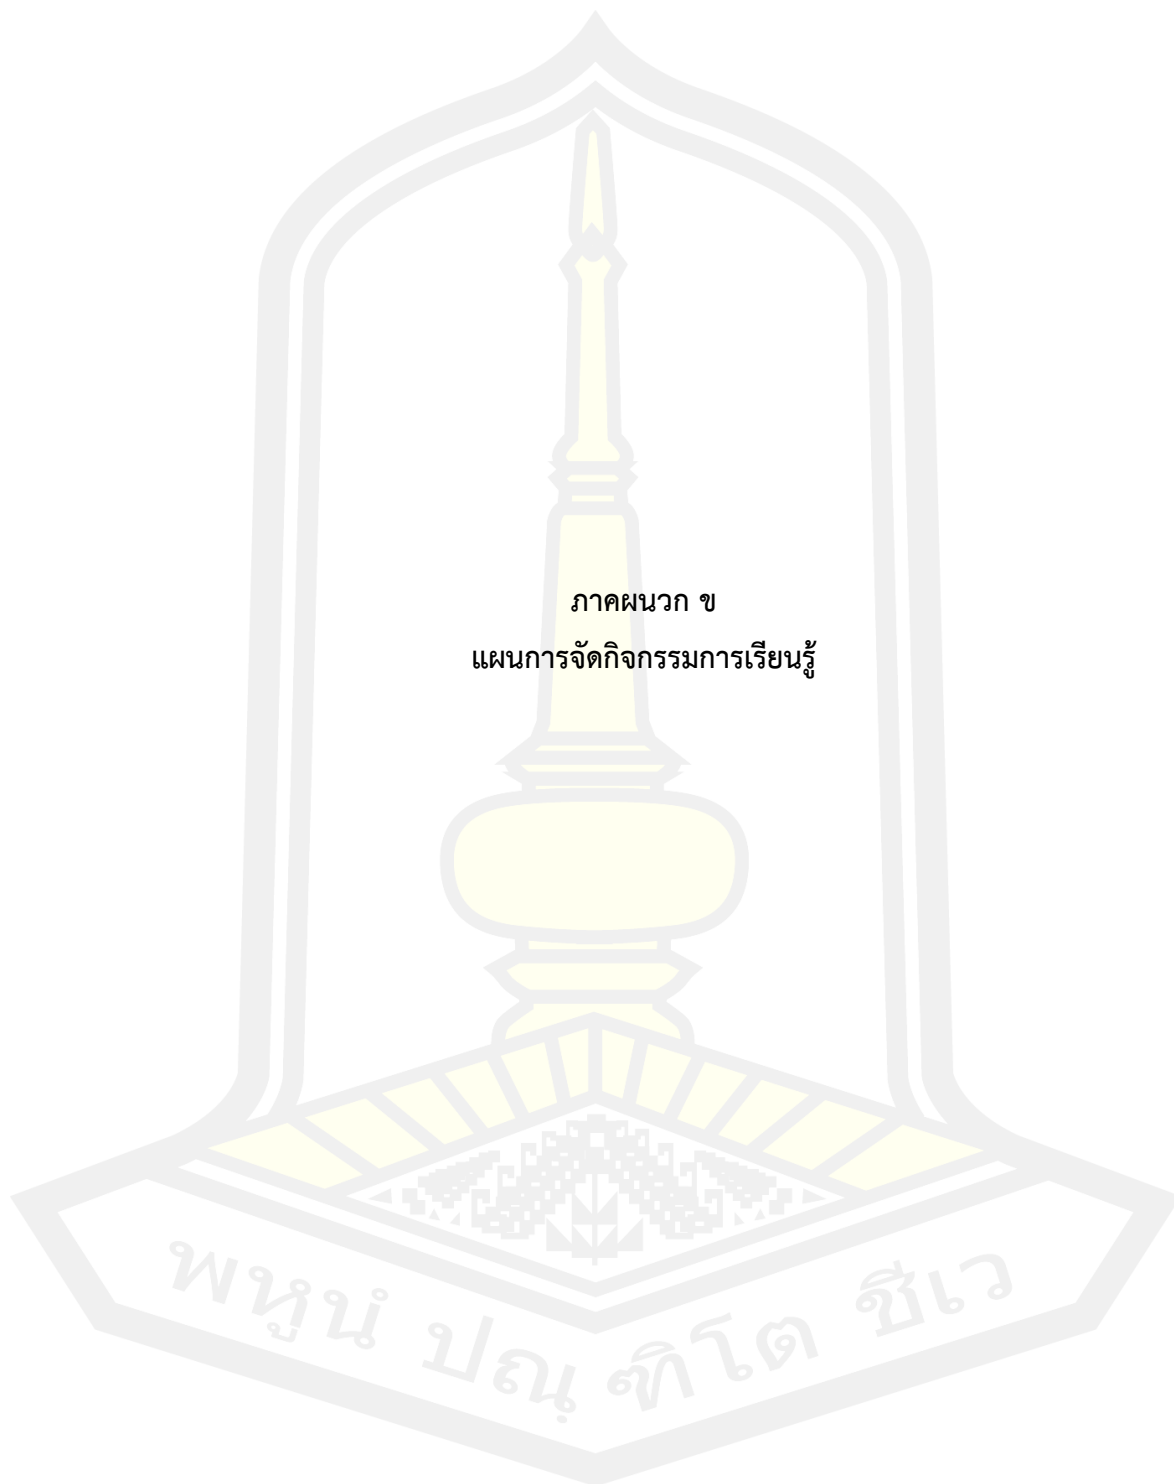 ภาคผนวก ข
แผนการจัดกิจกรรมการเรียนรู้
พหูนํ ปณฺ ฑิโต ชีเว